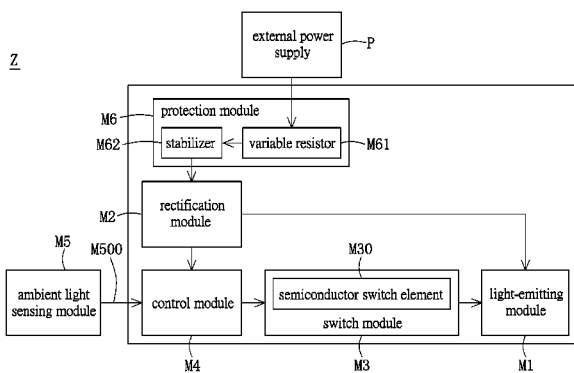 external power
supply
P
Z
protection module
M6
M62
stabilizer
variable resistor
M61
rectification
module
M2
M5
M500
M30
ambient light
sensing module
control module
semiconductor switch element
switch module
light-emitting
module
M4
M3
M1